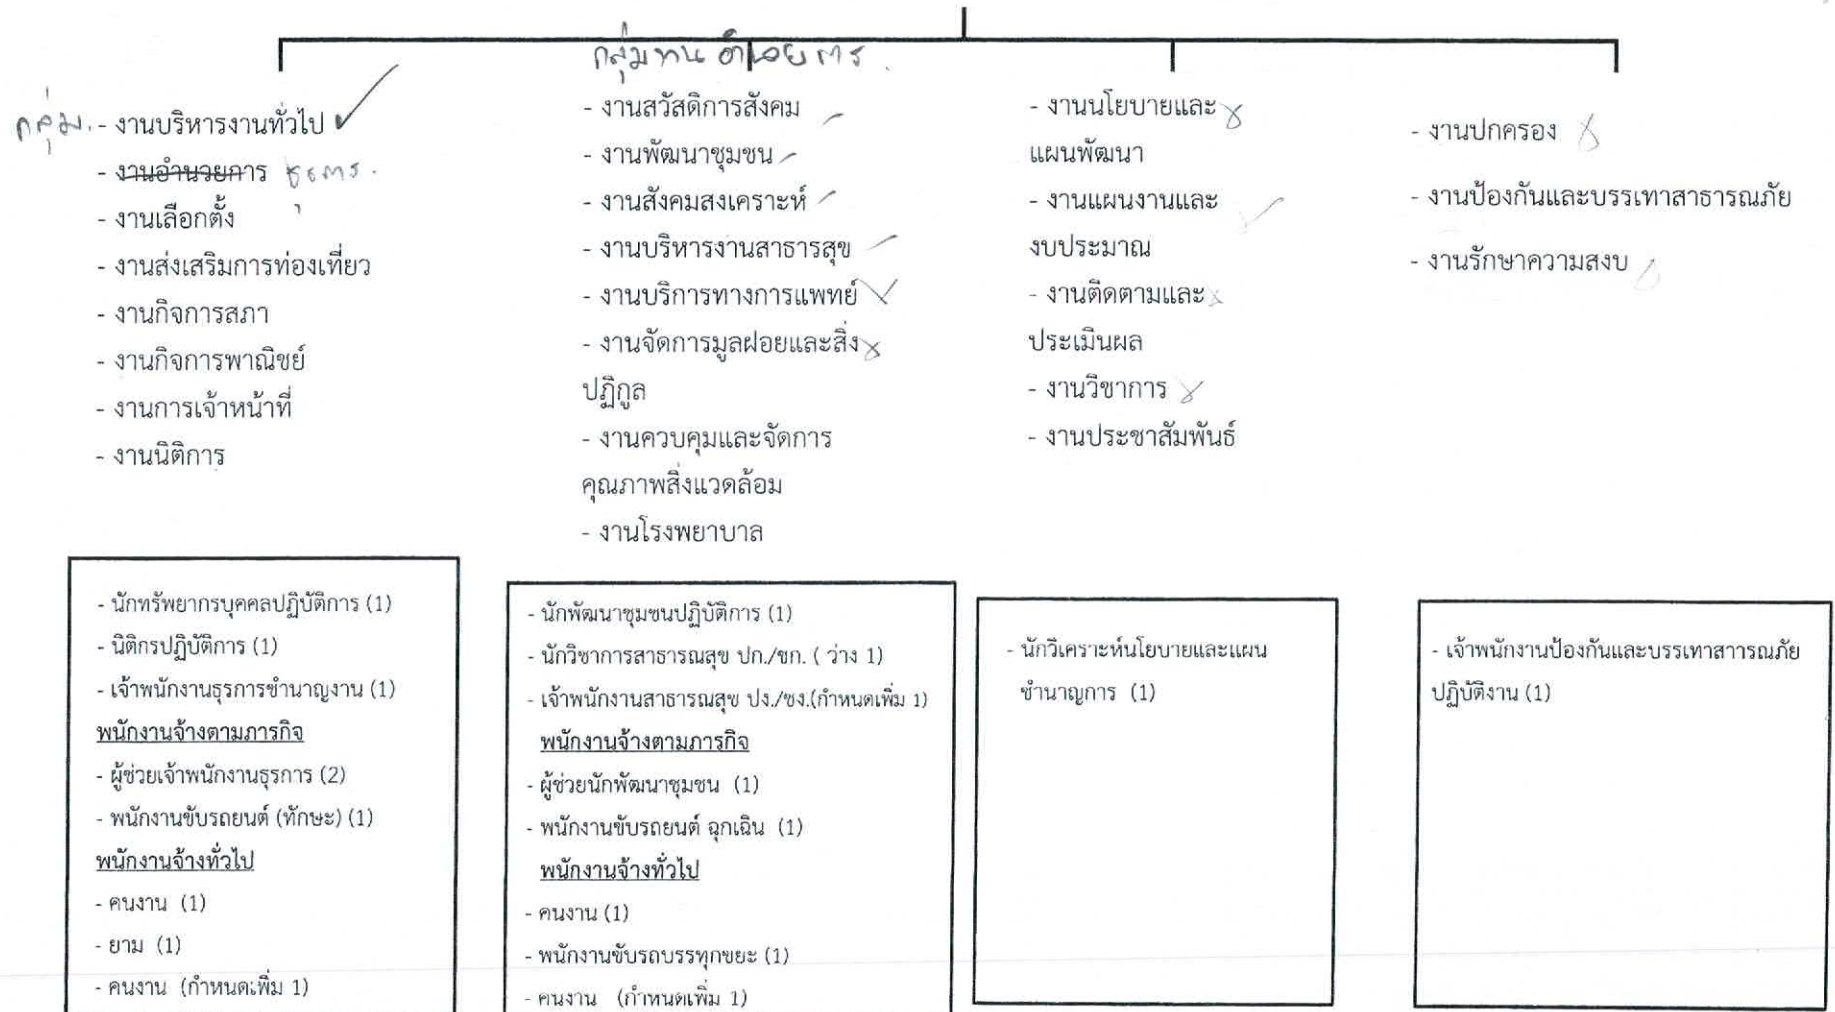 กลุ่ม. - งานบริหารงานทั่วไป
- งานอำนวยการ ธุรการ.
- งานเลือกตั้ง
- งานส่งเสริมการท่องเที่ยว
- งานกิจการสภา
- งานกิจการพาณิชย์
- งานการเจ้าหน้าที่
- งานนิติการ
กลุ่มงาน อำนวยการ
- งานสวัสดิการสังคม
- งานพัฒนาชุมชน
- งานสังคมสงเคราะห์
- งานบริหารงานสาธารสุข
- งานบริการทางการแพทย์
- งานจัดการมูลฝอยและสิ่ง
ปฏิกูล
- งานควบคุมและจัดการ
คุณภาพสิ่งแวดล้อม
- งานโรงพยาบาล
- งานนโยบายและ
แผนพัฒนา
- งานแผนงานและ
งบประมาณ
- งานติดตามและ
ประเมินผล
- งานวิชาการ
- งานประชาสัมพันธ์
- งานปกครอง
- งานป้องกันและบรรเทาสาธารณภัย
- งานรักษาความสงบ
- นักทรัพยากรบุคคลปฏิบัติการ (1)
- นิติกรปฏิบัติการ (1)
- เจ้าพนักงานธุรการชำนาญงาน (1)
พนักงานจ้างตามภารกิจ
- ผู้ช่วยเจ้าพนักงานธุรการ (2)
- พนักงานขับรถยนต์ (ทักษะ) (1)
พนักงานจ้างทั่วไป
- คนงาน (1)
- ยาม (1)
- คนงาน (กำหนดเพิ่ม 1)
- นักพัฒนาชุมชนปฏิบัติการ (1)
- นักวิชาการสาธารณสุข ปก./ชก. ( ว่าง 1)
- เจ้าพนักงานสาธารณสุข ปง./ชง.(กำหนดเพิ่ม 1)
พนักงานจ้างตามภารกิจ
- ผู้ช่วยนักพัฒนาชุมชน (1)
- พนักงานขับรถยนต์ ฉุกเฉิน (1)
พนักงานจ้างทั่วไป
- คนงาน (1)
- พนักงานขับรถบรรทุกขยะ (1)
- คนงาน (กำหนดเพิ่ม 1)
- นักวิเคราะห์นโยบายและแผน
ชำนาญการ (1)
- เจ้าพนักงานป้องกันและบรรเทาสาารณภัย
ปฏิบัติงาน (1)